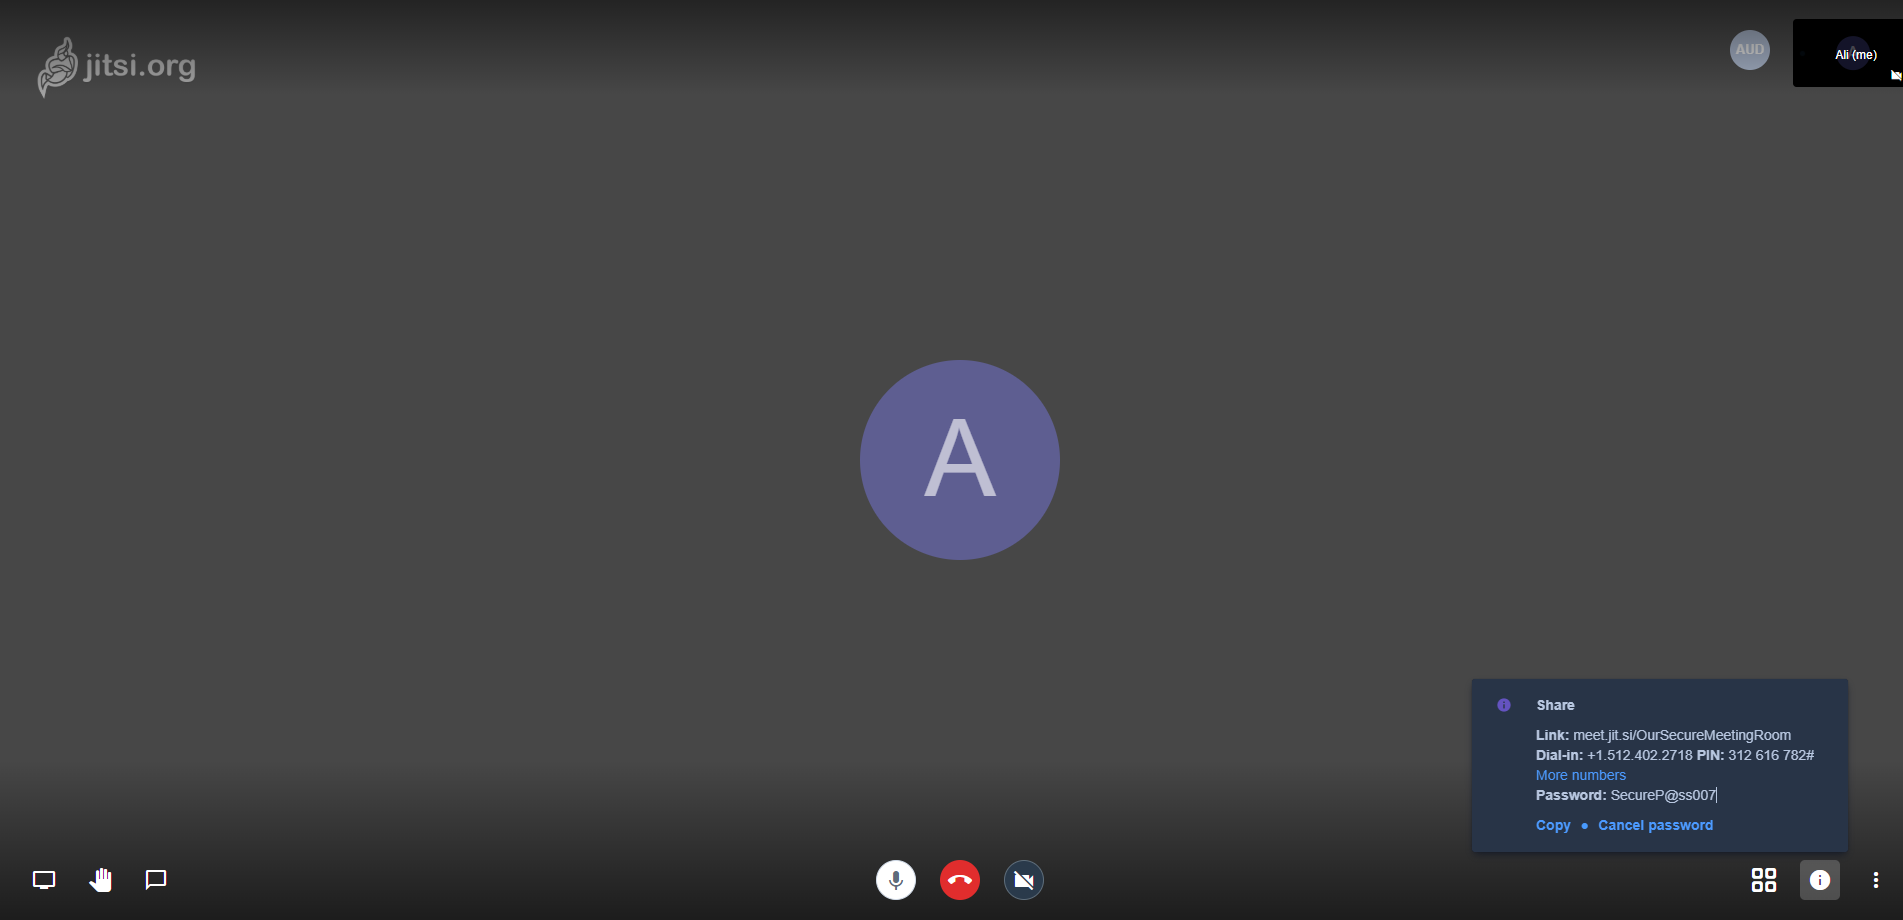 jitsi.org
AUD
Ali (me)
A
Share
Link: meet.jit.si/OurSecureMeetingRoom
Dial-in: +1.512.402.2718 PIN: 312 616 782#
More numbers
Password: SecureP@ss007
Copy • Cancel password